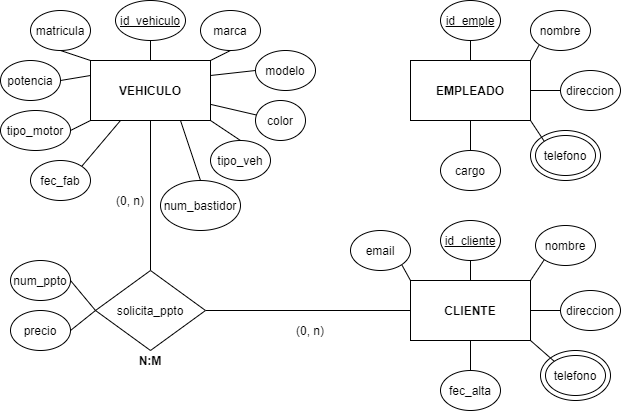 id_vehiculo
matricula
marca
potencia
VEHICULO
modelo
tipo_motor
color
fec_fab
tipo_veh
num_bastidor
(0, n)
id_emple
nombre
EMPLEADO
direccion
telefono
cargo
num_ppto
precio
solicita_ppto
N:M
(0, n)
id_cliente
email
nombre
CLIENTE
direccion
telefono
fec_alta